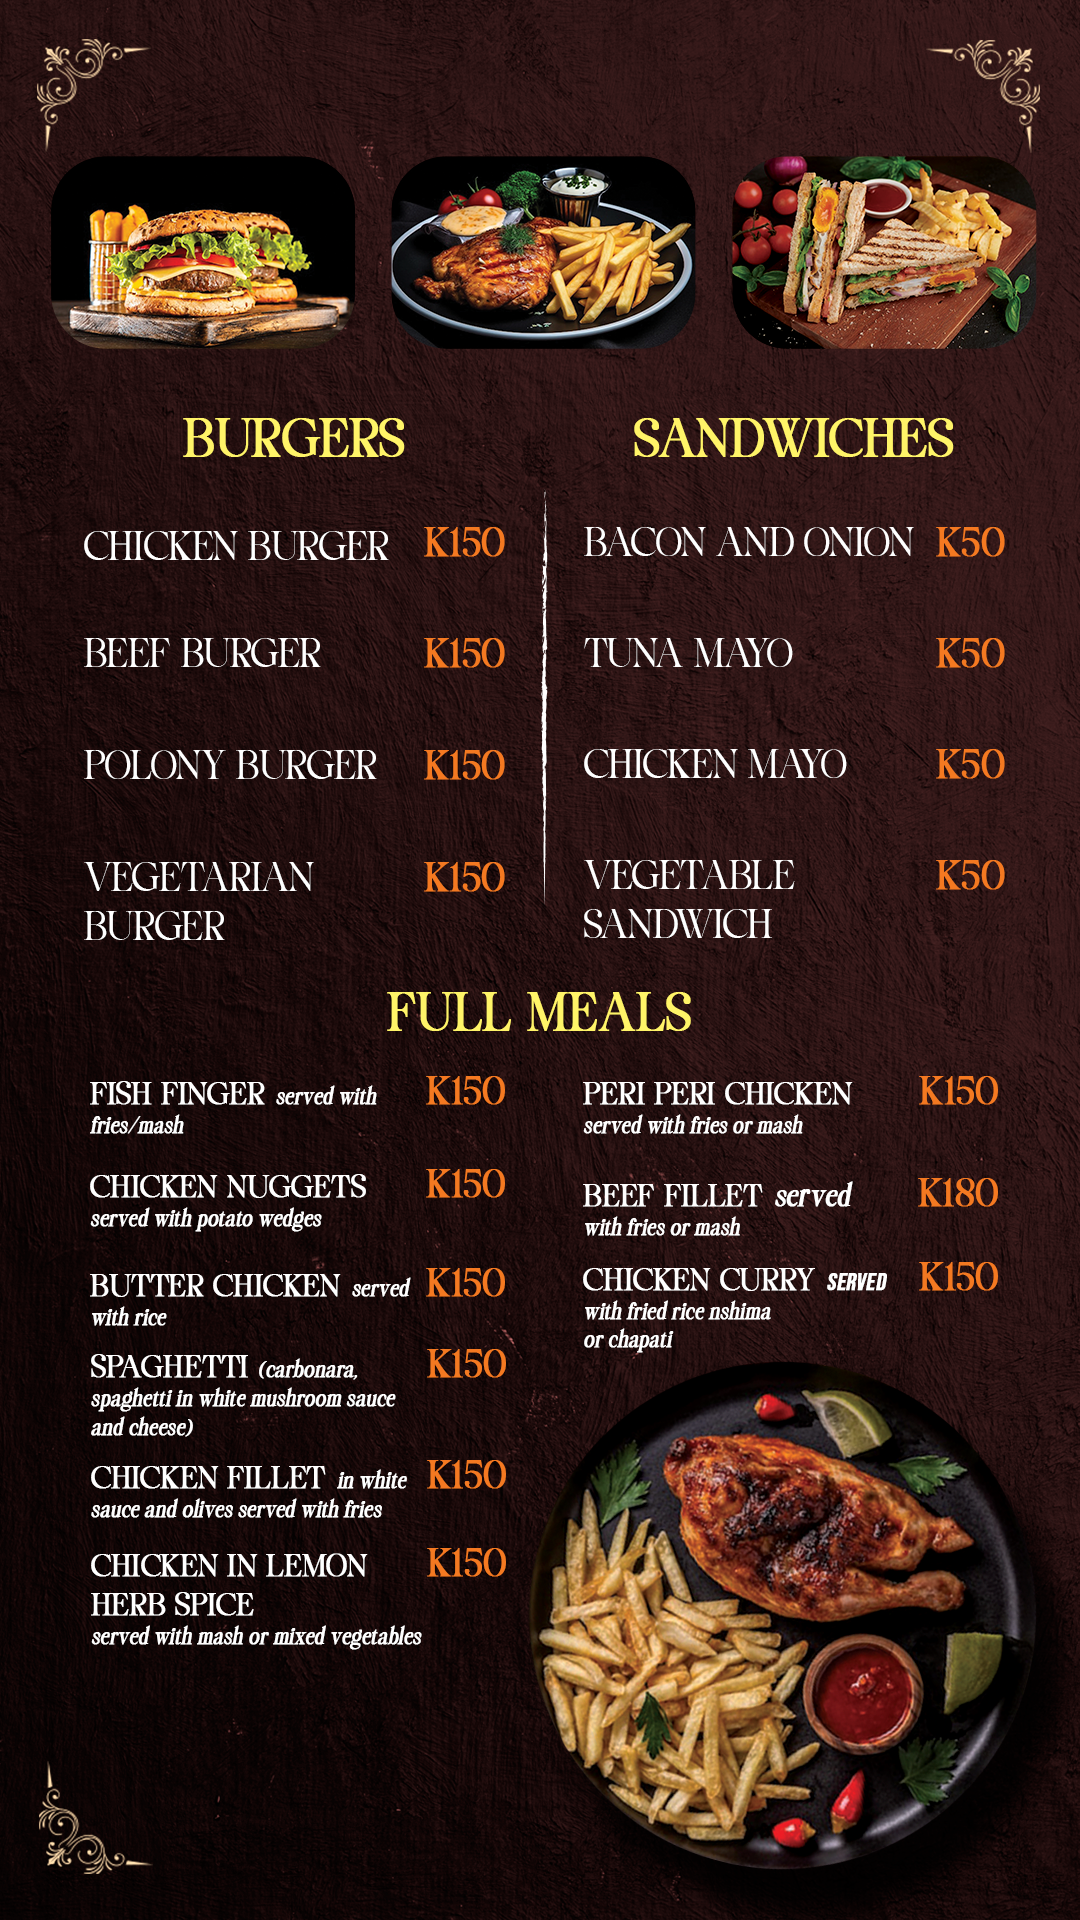 BURGERS
CHICKEN BURGER K150
BEEF BURGER K150
POLONY BURGER K150
VEGETARIAN K150
BURGER
SANDWICHES
BACON AND ONION K50
TUNA MAYO K50
CHICKEN MAYO K50
VEGETABLE K50
SANDWICH
FULL MEALS
FISH FINGER served with K150
fries/mash
CHICKEN NUGGETS K150
served with potato wedges
BUTTER CHICKEN served K150
with rice
SPAGHETTI (carbonara, K150
spaghetti in white mushroom sauce
and cheese)
CHICKEN FILLET in white K150
sauce and olives served with fries
CHICKEN IN LEMON K150
HERB SPICE
served with mash or mixed vegetables
PERI PERI CHICKEN K150
served with fries or mash
BEEF FILLET served K180
with fries or mash
CHICKEN CURRY SERVED K150
with fried rice nshima
or chapati